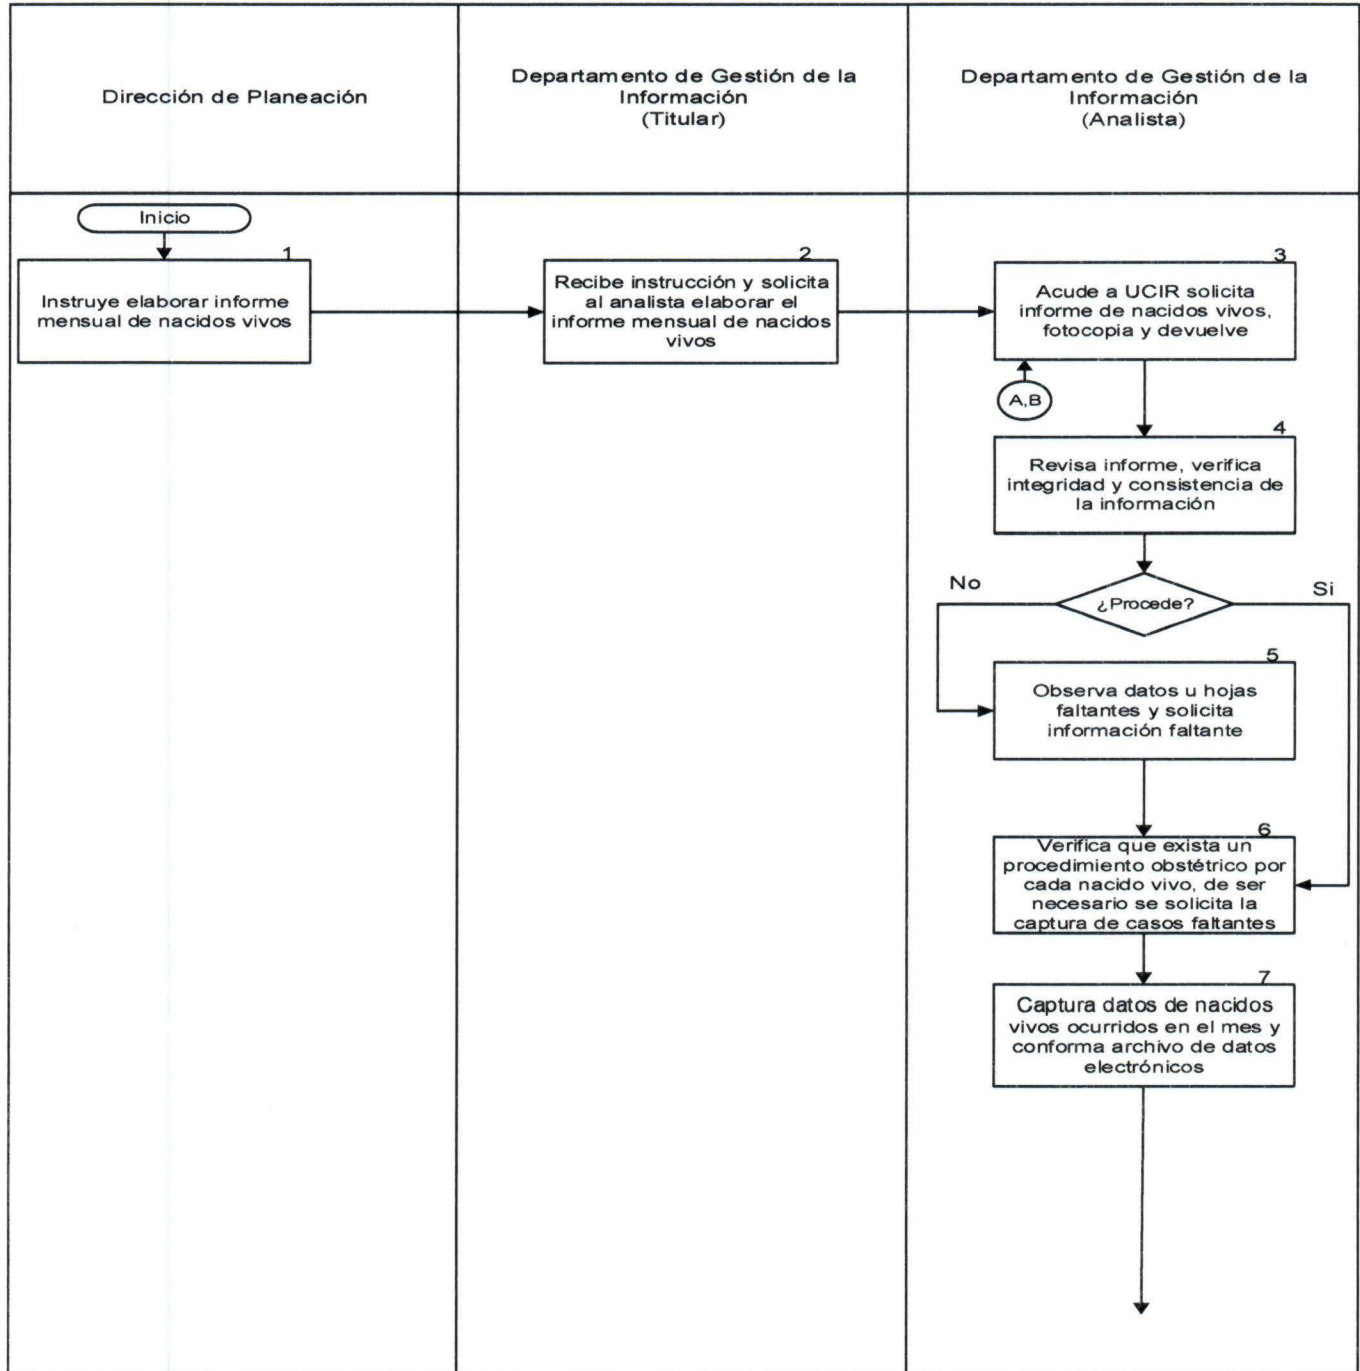 Dirección de Planeación
Departamento de Gestión de la
Información
(Titular)
Departamento de Gestión de la
Información
(Analista)
Inicio
1
Instruye elaborar informe
mensual de nacidos vivos
2
Recibe instrucción y solicita
al analista elaborar el
informe mensual de nacidos
vivos
3
Acude a UCIR solicita
informe de nacidos vivos,
fotocopia y devuelve
A,B
4
Revisa informe, verifica
integridad y consistencia de
la información
No
¿Procede?
Si
5
Observa datos u hojas
faltantes y solicita
información faltante
6
Verifica que exista un
procedimiento obstétrico por
cada nacido vivo, de ser
necesario se solicita la
captura de casos faltantes
7
Captura datos de nacidos
vivos ocurridos en el mes y
conforma archivo de datos
electrónicos